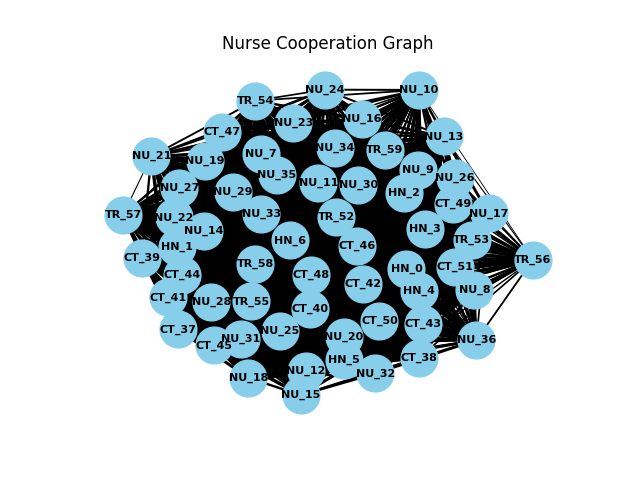 Nurse Cooperation Graph
NU_24
NU_10
TR_54
NU_16
NU_23
CT_47
NU_13
NU_34
TR_59
NU_7
NU_21
NU_19
NU_9
NU_35
NU_26
NU_11
NU_30
NU_27
NU_29
HN_2
CT_49
TR_57
NU_22
NU_33
TR_52
NU_17
NU_14
HN_3
HN_1
HN_6
CT_46
TR_53
CT_39
TR_58
TR_56
CT_44
CT_48
HN_0
CT_51
CT_42
CT_41
NU_28
TR_55
HN_4
NU_8
CT_40
CT_37
NU_25
CT_50
CT_43
CT_45
NU_31
NU_20
NU_36
HN_5
CT_38
NU_18
NU_12
NU_32
NU_15